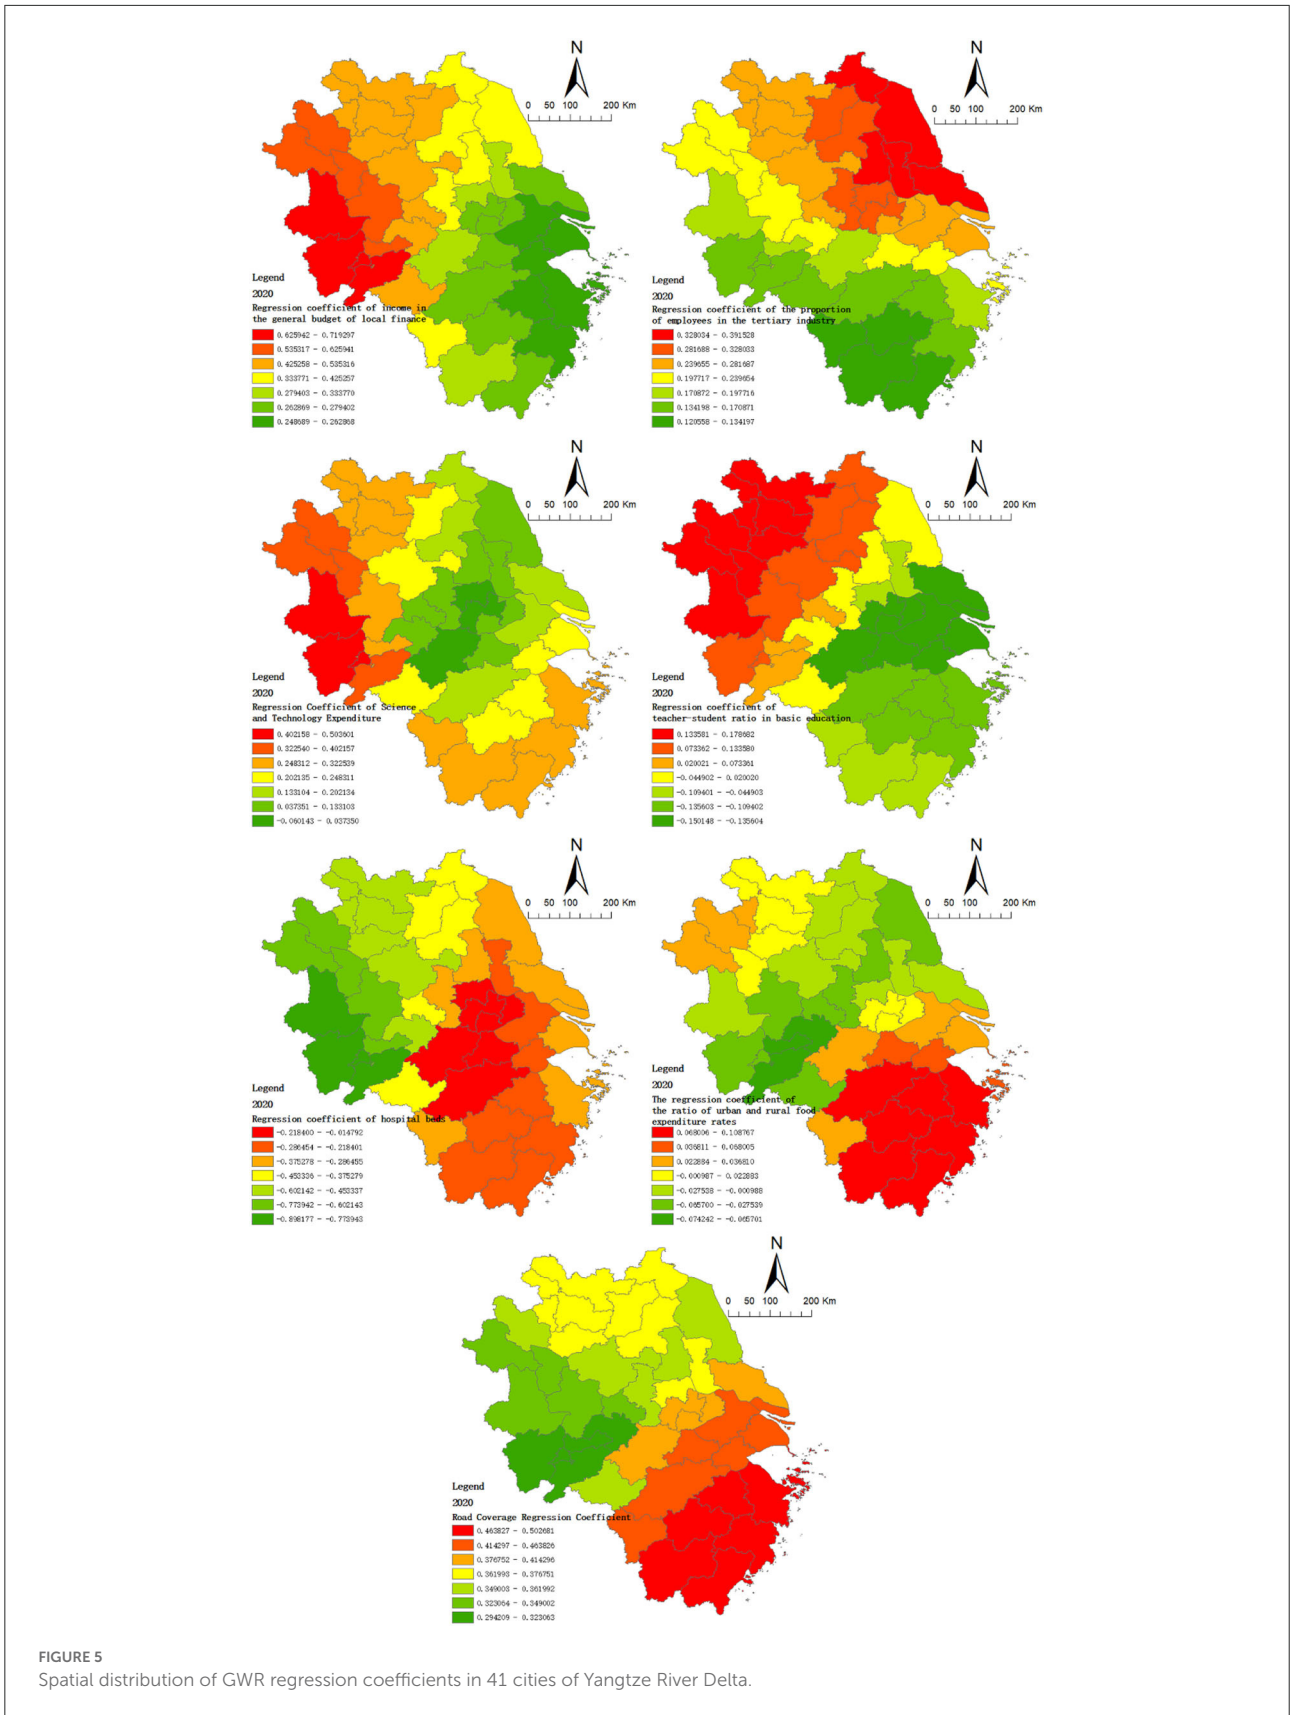 N
0 50 100 200 Km
Legend
2020
Regression coefficient of income in
the general budget of local finance
0.625942 - 0.719297
0.535317 - 0.625941
0.425258 - 0.535316
0.333771 - 0.425257
0.279403 - 0.333770
0.262869 - 0.279402
0.248689 - 0.262868
N
0 50 100 200 Km
Legend
2020
Regression coefficient of the proportion
of employees in the tertiary industry
0.328034 - 0.391528
0.281688 - 0.328033
0.239655 - 0.281687
0.197717 - 0.239654
0.170872 - 0.197716
0.134198 - 0.170871
0.120558 - 0.134197
N
0 50 100 200 Km
Legend
2020
Regression Coefficient of Science
and Technology Expenditure
0.402158 - 0.503601
0.322540 - 0.402157
0.248312 - 0.322539
0.202135 - 0.248311
0.133104 - 0.202134
0.037351 - 0.133103
-0.060143 - 0.037350
N
0 50 100 200 Km
Legend
2020
Regression coefficient of
teacher-student ratio in basic education
0.133581 - 0.178682
0.073362 - 0.133580
0.020021 - 0.073361
-0.044902 - 0.020020
-0.109401 - -0.044903
-0.135603 - -0.109402
-0.150148 - -0.135604
N
0 50 100 200 Km
Legend
2020
Regression coefficient of hospital beds
-0.218400 - -0.014792
-0.286454 - -0.218401
-0.375278 - -0.286455
-0.453336 - -0.375279
-0.602142 - -0.453337
-0.773942 - -0.602143
-0.898177 - -0.773943
N
0 50 100 200 Km
Legend
2020
The regression coefficient of
the ratio of urban and rural food
expenditure rates
0.068006 - 0.108767
0.036811 - 0.068005
0.022884 - 0.036810
-0.000987 - 0.022883
-0.027538 - -0.000988
-0.065700 - -0.027539
-0.074242 - -0.065701
N
0 50 100 200 Km
Legend
2020
Road Coverage Regression Coefficient
0.463827 - 0.502681
0.414297 - 0.463826
0.376752 - 0.414296
0.361993 - 0.376751
0.349003 - 0.361992
0.323064 - 0.349002
0.294209 - 0.323063
FIGURE 5
Spatial distribution of GWR regression coefficients in 41 cities of Yangtze River Delta.